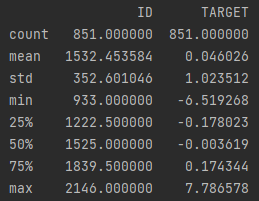 ID TARGET
count 851.000000 851.000000
mean 1532.453584 0.046026
std 352.601046 1.023512
min 933.000000 -6.519268
25% 1222.500000 -0.178023
50% 1525.000000 -0.003619
75% 1839.500000 0.174344
max 2146.000000 7.786578